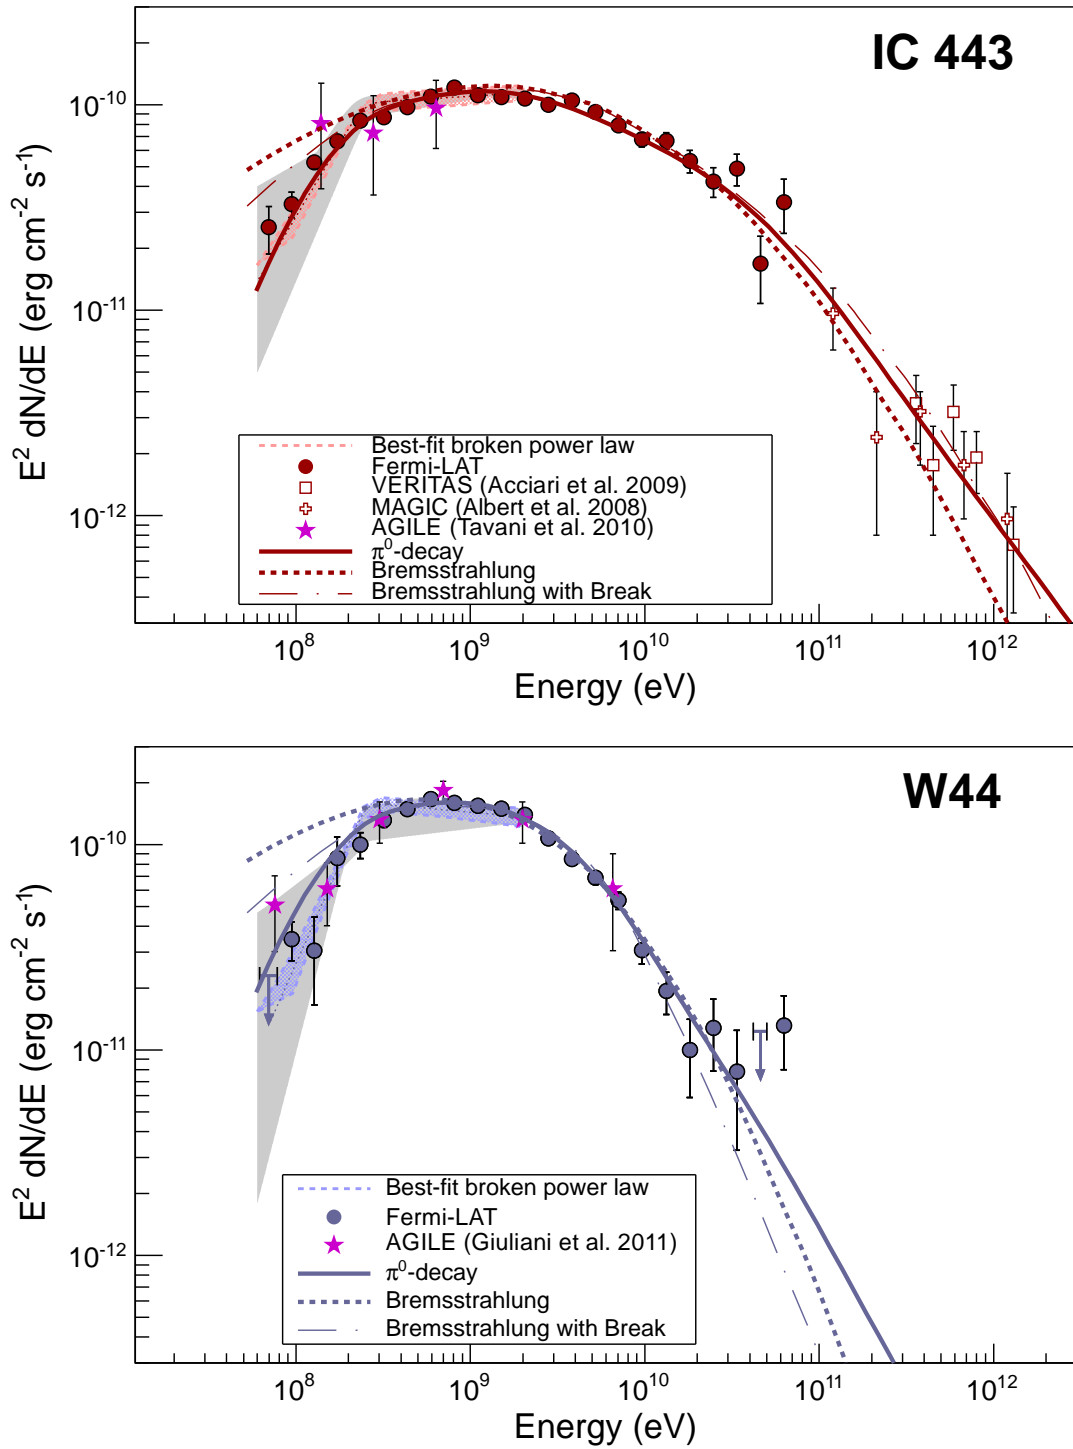 IC 443
10^-10
10^-11
10^-12
E^2 dN/dE (erg cm^-2 s^-1)
Best-fit broken power law
Fermi-LAT
VERITAS (Acciari et al. 2009)
MAGIC (Albert et al. 2008)
AGILE (Tavani et al. 2010)
π^0-decay
Bremsstrahlung
Bremsstrahlung with Break
10^8 10^9 10^10 10^11 10^12
Energy (eV)
W44
10^-10
10^-11
10^-12
E^2 dN/dE (erg cm^-2 s^-1)
Best-fit broken power law
Fermi-LAT
AGILE (Giuliani et al. 2011)
π^0-decay
Bremsstrahlung
Bremsstrahlung with Break
10^8 10^9 10^10 10^11 10^12
Energy (eV)